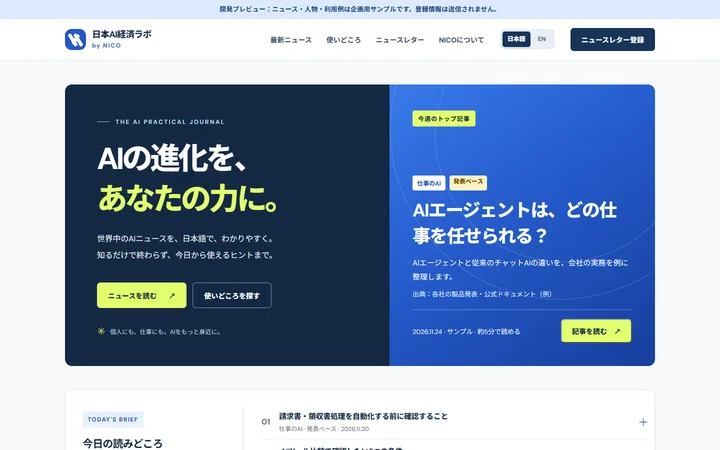 開発プレビュー：ニュース・人物・利用例は企画用サンプルです。登録情報は送信されません。
日本AI経済ラボ
by NICO
最新ニュース
使いどころ
ニュースレター
NICOについて
日本語
EN
ニュースレター登録
THE AI PRACTICAL JOURNAL
AIの進化を、
あなたの力に。
世界中のAIニュースを、日本語で、わかりやすく。
知るだけで終わらず、今日から使えるヒントまで。
ニュースを読む ↗
使いどころを探す
個人にも、仕事にも。AIをもっと身近に。
今週のトップ記事
仕事のAI
発表ベース
AIエージェントは、どの仕
事を任せられる？
AIエージェントと従来のチャットAIの違いを、会社の実務を例に
整理します。
出典：各社の製品発表・公式ドキュメント（例）
2026.11.24 · サンプル · 約5分で読める
記事を読む ↗
TODAY'S BRIEF
今日の読みどころ
01
請求書・領収書処理を自動化する前に確認すること
仕事のAI · 発表ベース · 2026.11.20